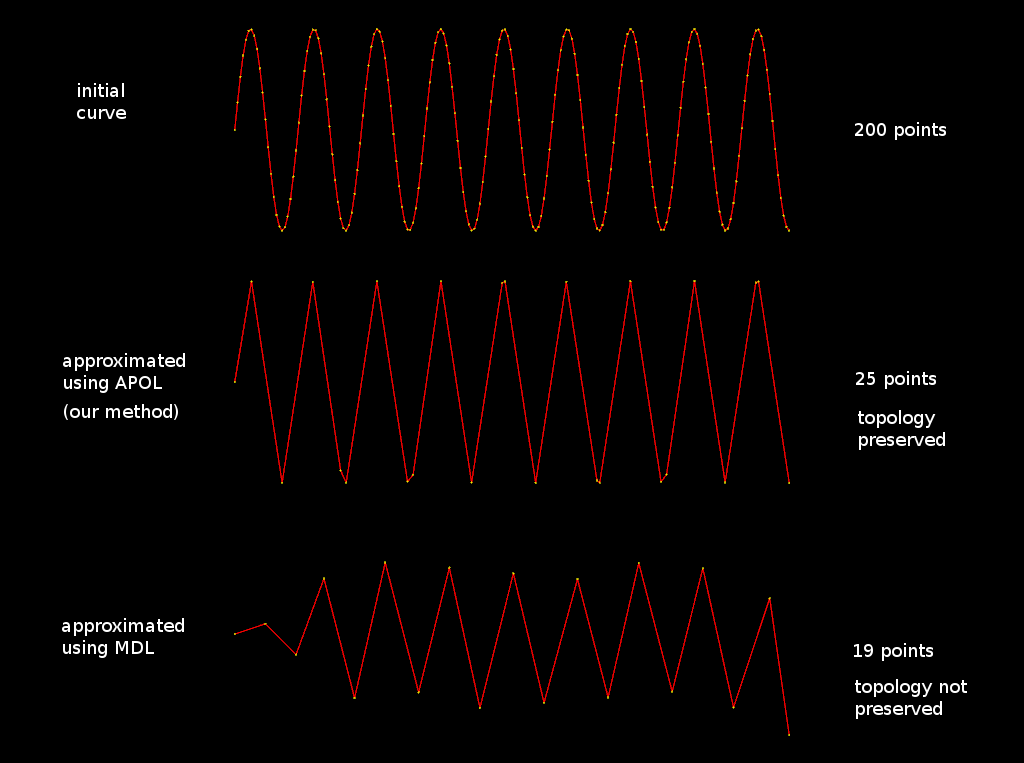 initial
curve
200 points
approximated
using APOL
(our method)
25 points
topology
preserved
approximated
using MDL
19 points
topology not
preserved